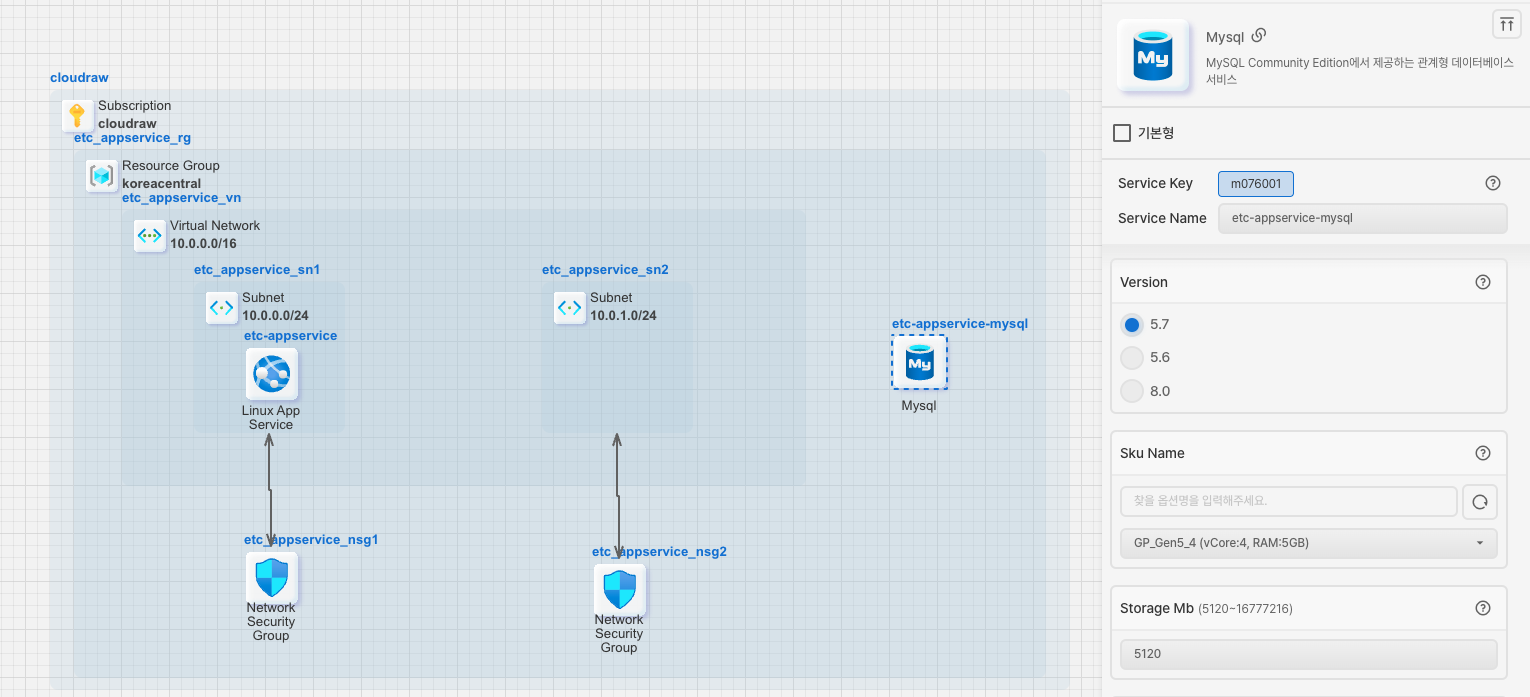 cloudraw
Subscription
cloudraw
etc_appservice_rg
Resource Group
koreacentral
etc_appservice_vn
Virtual Network
10.0.0.0/16
etc_appservice_sn1
Subnet
10.0.0.0/24
etc-appservice
Linux App
Service
etc_appservice_sn2
Subnet
10.0.1.0/24
etc-appservice-mysql
My
Mysql
etc_appservice_nsg1
Network
Security
Group
etc_appservice_nsg2
Network
Security
Group
My
Mysql
MySQL Community Edition에서 제공하는 관계형 데이터베이스
서비스
기본형
Service Key
m076001
Service Name
etc-appservice-mysql
Version
5.7
5.6
8.0
Sku Name
찾을 옵션명을 입력해주세요.
GP_Gen5_4 (vCore:4, RAM:5GB)
Storage Mb (5120~16777216)
5120